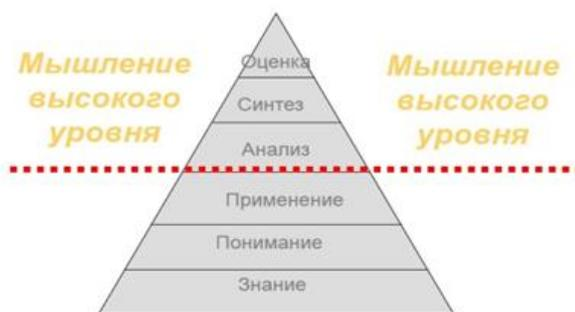 Мышление
высокого
уровня
Оценка
Синтез
Анализ
Применение
Понимание
Знание
Мышление
высокого
уровня